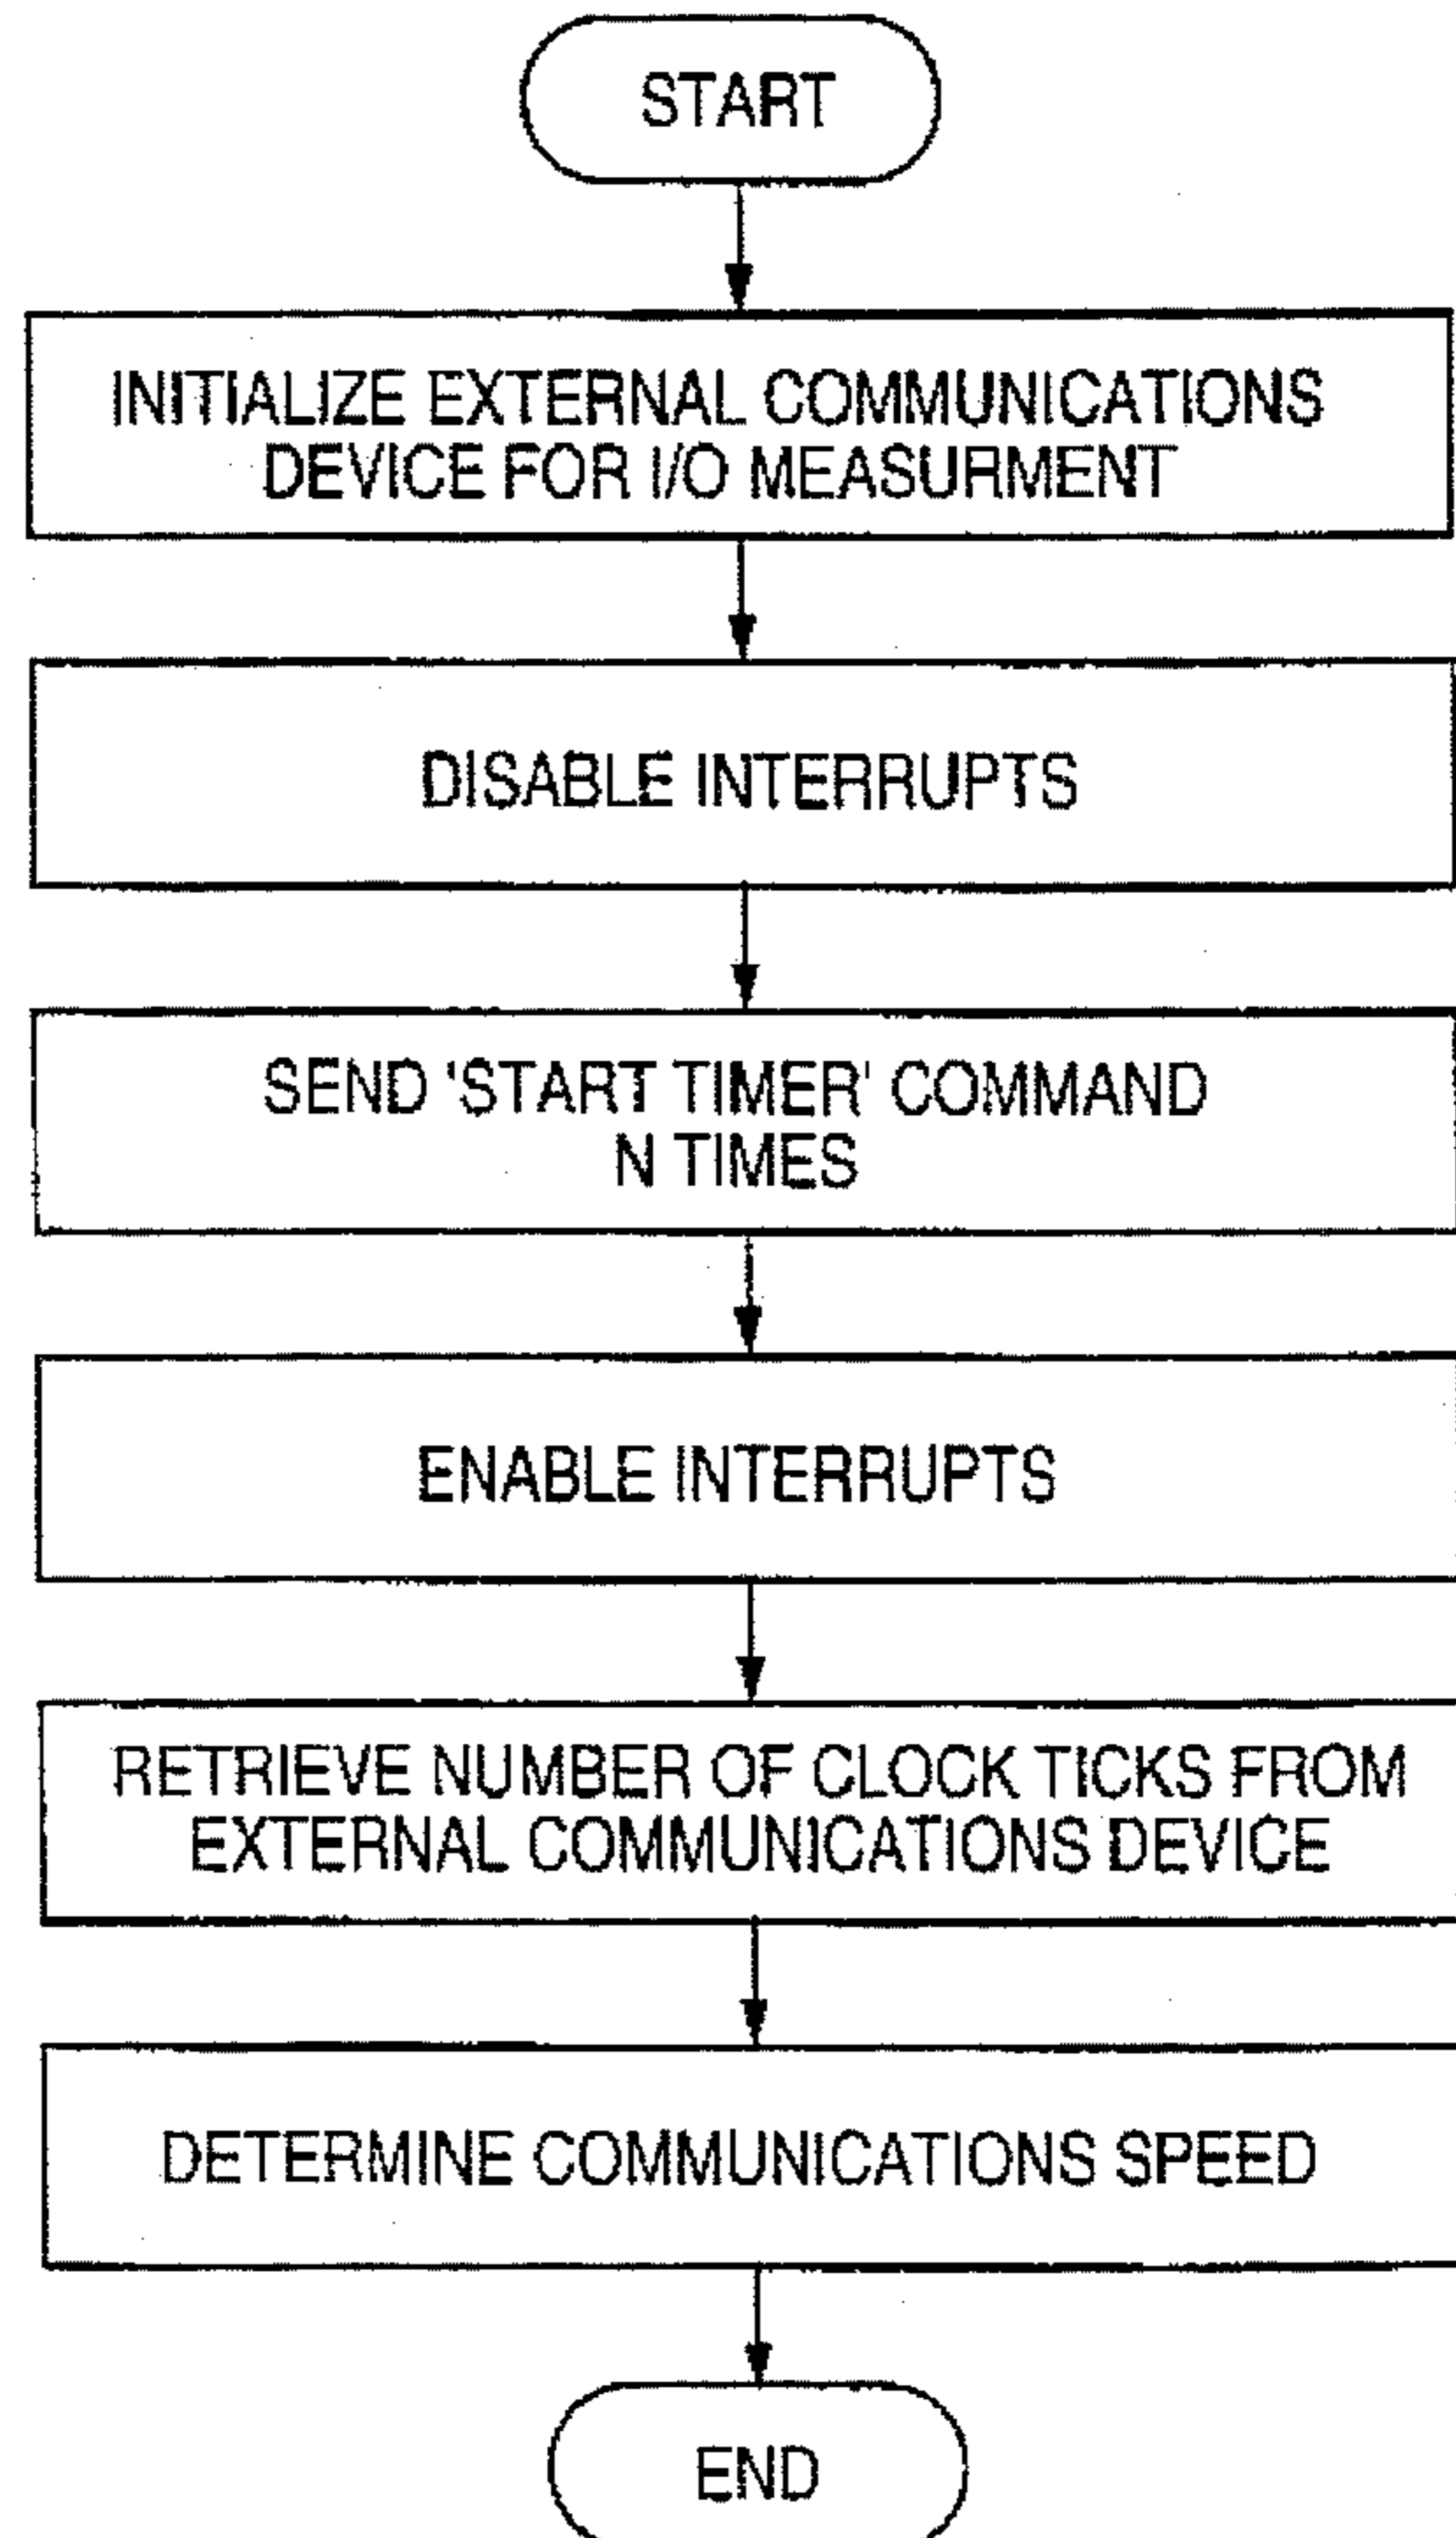 START
INITIALIZE EXTERNAL COMMUNICATIONS
DEVICE FOR I/O MEASURMENT
DISABLE INTERRUPTS
SEND 'START TIMER' COMMAND
N TIMES
ENABLE INTERRUPTS
RETRIEVE NUMBER OF CLOCK TICKS FROM
EXTERNAL COMMUNICATIONS DEVICE
DETERMINE COMMUNICATIONS SPEED
END